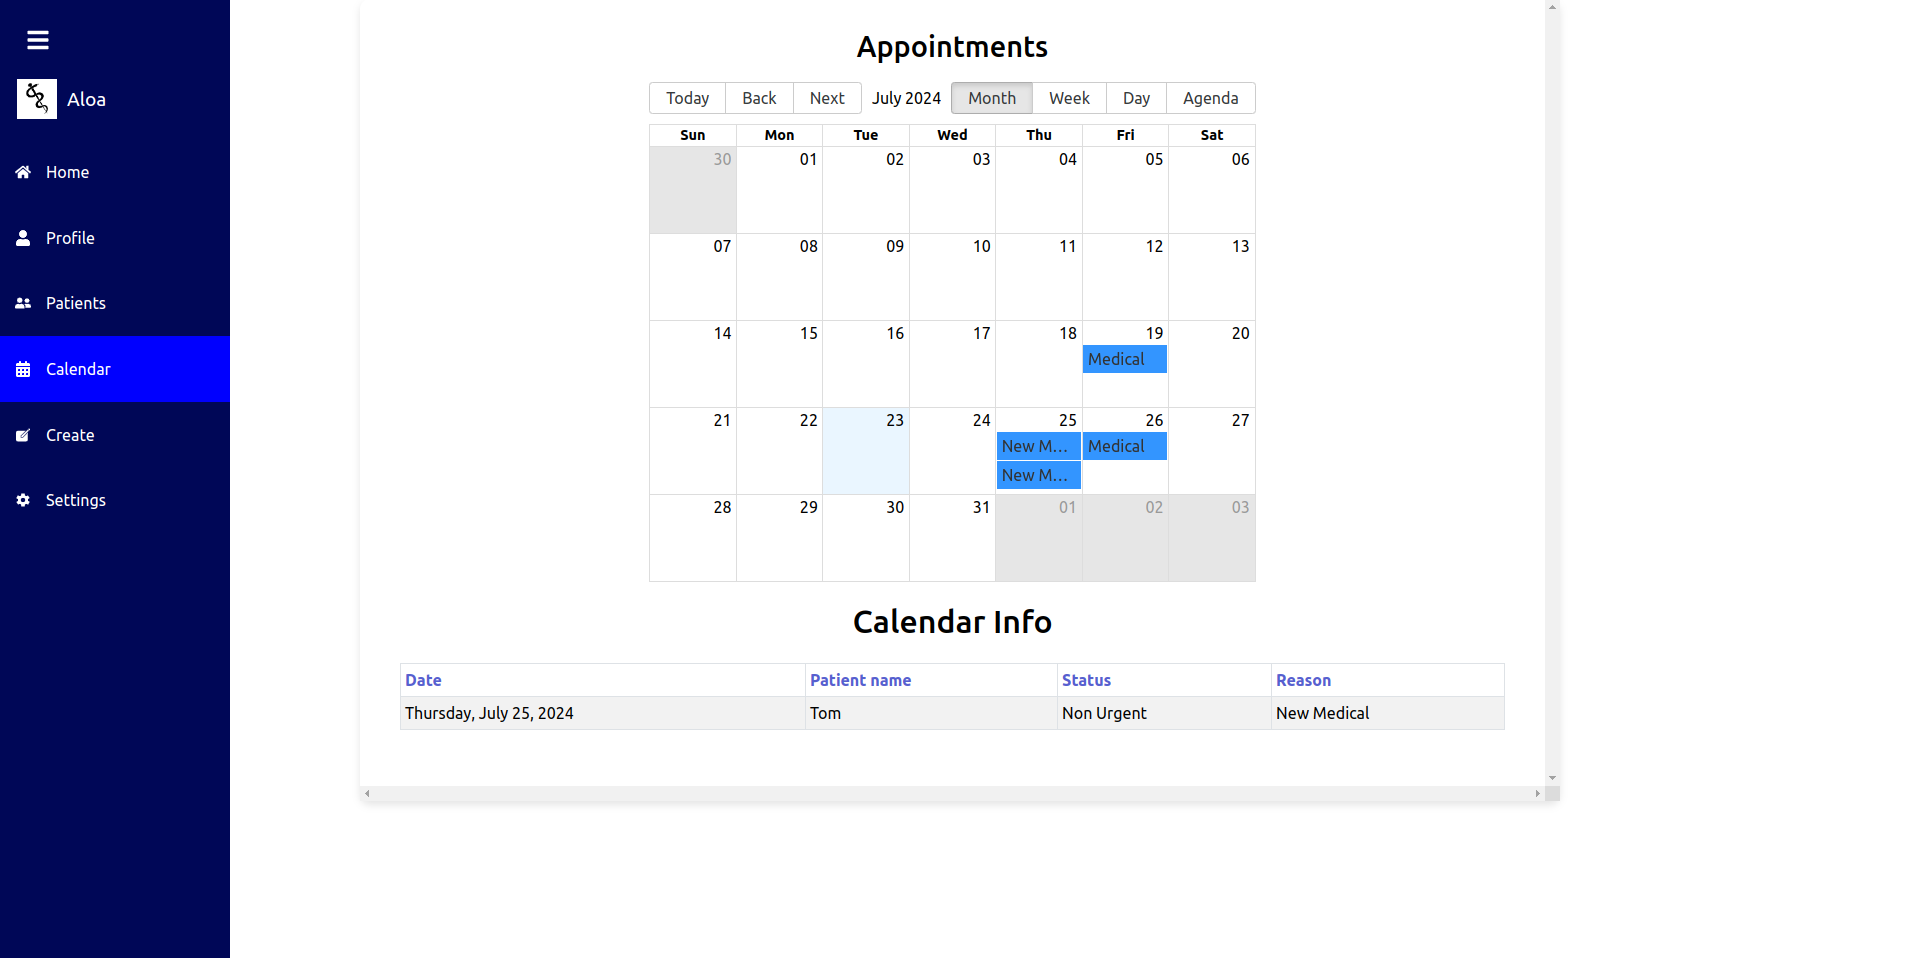 Aloa
Home
Profile
Patients
Calendar
Create
Settings
Appointments
Today Back Next July 2024 Month Week Day Agenda
Sun Mon Tue Wed Thu Fri Sat
30 01 02 03 04 05 06
07 08 09 10 11 12 13
14 15 16 17 18 19 20
Medical
21 22 23 24 25 26 27
New M... Medical
New M...
28 29 30 31 01 02 03
Calendar Info
Date Patient name Status Reason
Thursday, July 25, 2024 Tom Non Urgent New Medical